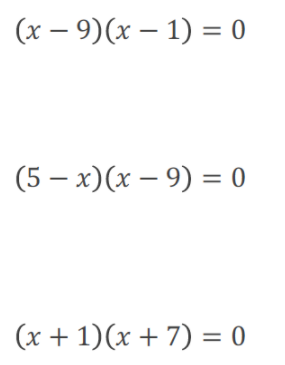 (x − 9)(x − 1) = 0
(5 − x)(x − 9) = 0
(x + 1)(x + 7) = 0